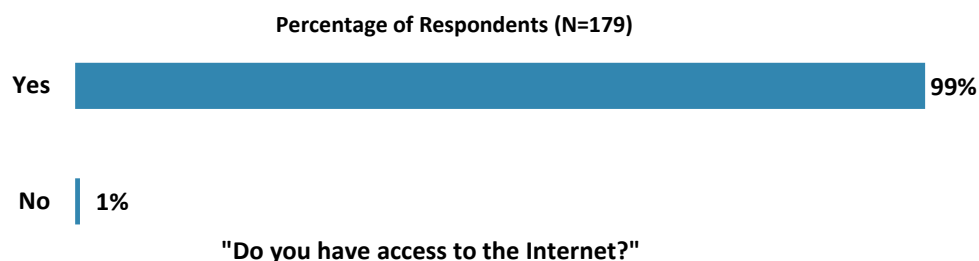 Percentage of Respondents (N=179)
Yes 99%
No 1%
"Do you have access to the Internet?"